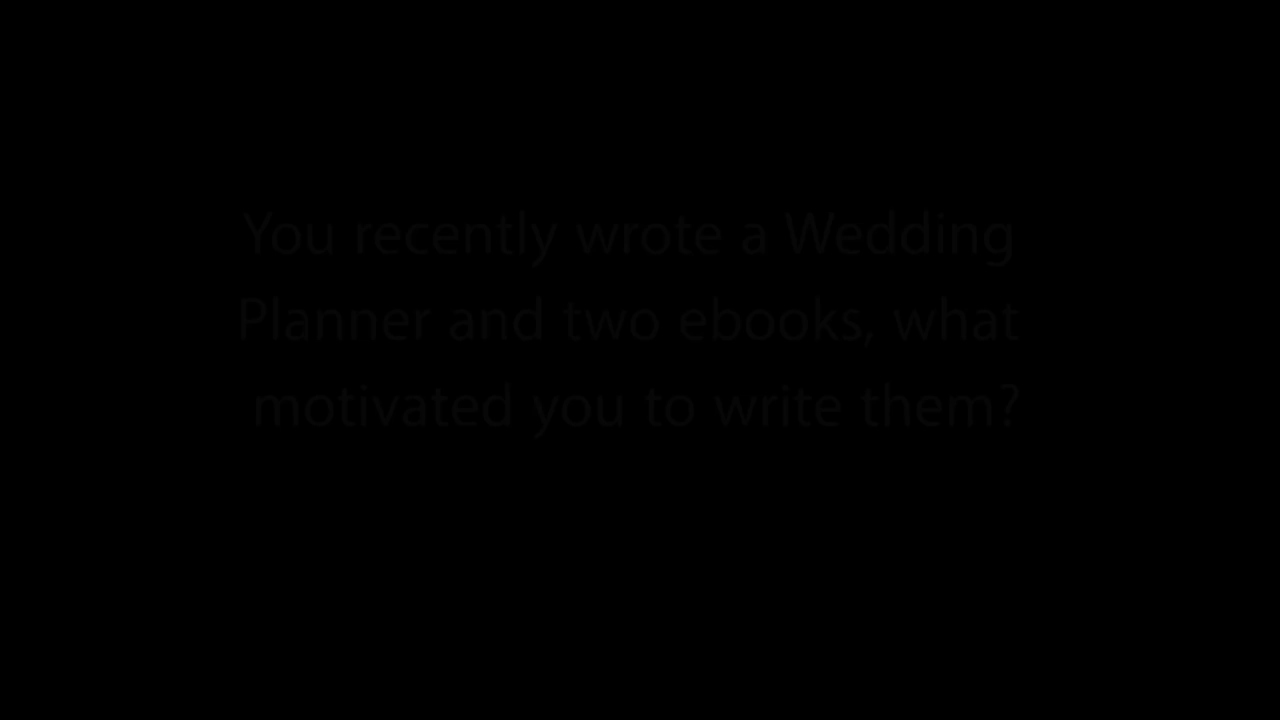 You recently wrote a Wedding
Planner and two ebooks, what
motivated you to write them?